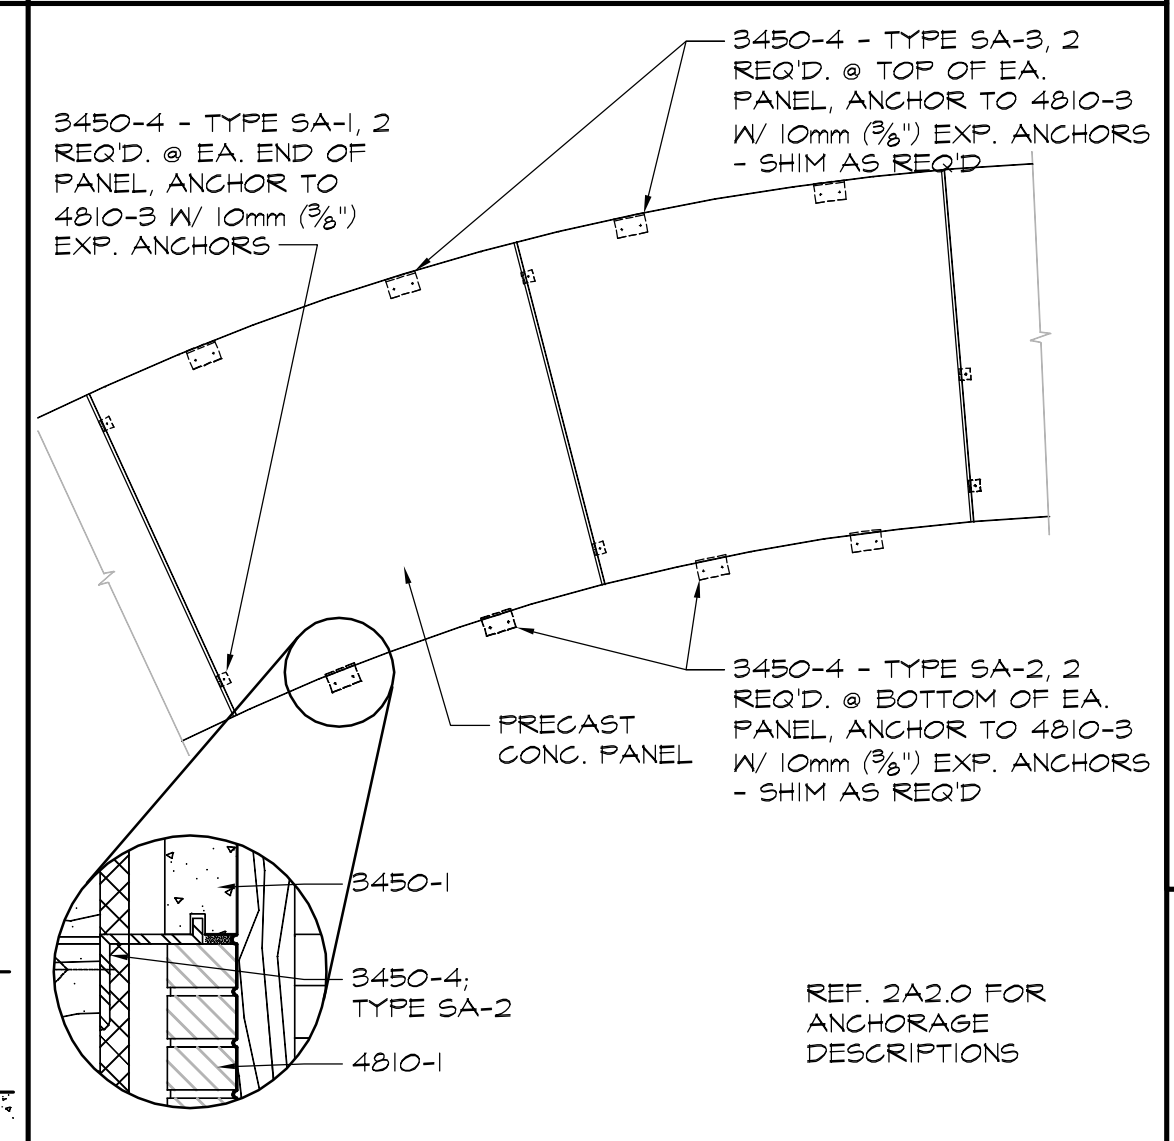 3450-4 - TYPE SA-3, 2
REQ'D. @ TOP OF EA.
PANEL, ANCHOR TO 4810-3
W/ 10mm (3/8") EXP. ANCHORS
- SHIM AS REQ'D
3450-4 - TYPE SA-1, 2
REQ'D. @ EA. END OF
PANEL, ANCHOR TO
4810-3 W/ 10mm (3/8")
EXP. ANCHORS
3450-4 - TYPE SA-2, 2
REQ'D. @ BOTTOM OF EA.
PANEL, ANCHOR TO 4810-3
W/ 10mm (3/8") EXP. ANCHORS
- SHIM AS REQ'D
PRECAST
CONC. PANEL
3450-1
3450-4;
TYPE SA-2
4810-1
REF. 2A2.0 FOR
ANCHORAGE
DESCRIPTIONS